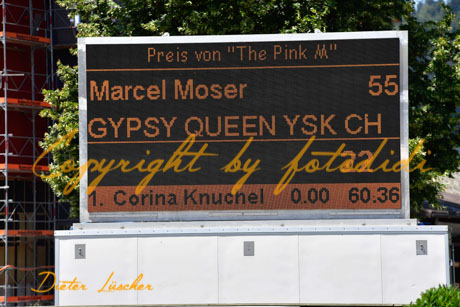 Preis von "The Pink M"
Marcel Moser 55
GYPSY QUEEN YSK CH
Copyright by fotodidi
1. Corina Knuchel 0.00 60.36
Dieter Lüscher